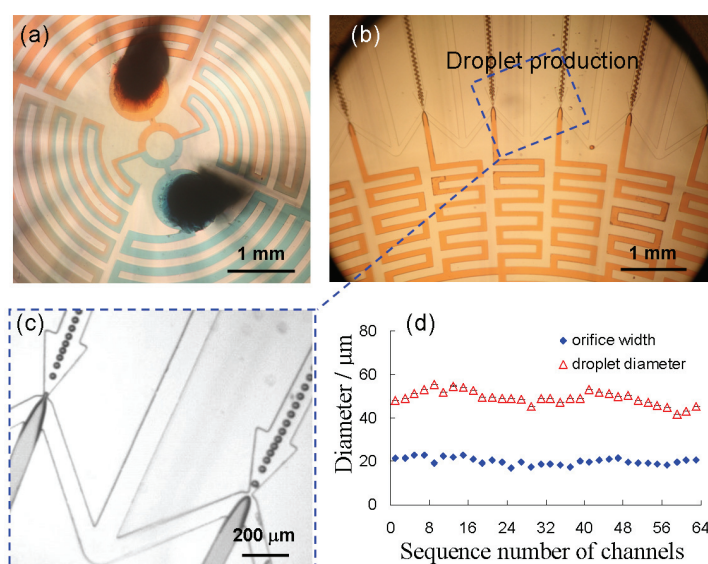 (a)
1 mm
(b)
Droplet production
1 mm
(c)
200 μm
(d)
Diameter / μm
80
60
40
20
0
orifice width
droplet diameter
0 8 16 24 32 40 48 56 64
Sequence number of channels